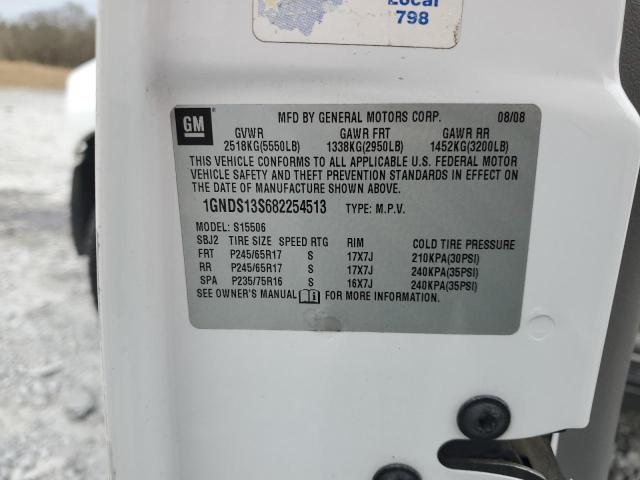 Local
798
GM
MFD BY GENERAL MOTORS CORP. 08/08
GVWR GAWR FRT GAWR RR
2518KG(5550LB) 1338KG(2950LB) 1452KG(3200LB)
THIS VEHICLE CONFORMS TO ALL APPLICABLE U.S. FEDERAL MOTOR
VEHICLE SAFETY AND THEFT PREVENTION STANDARDS IN EFFECT ON
THE DATE OF MANUFACTURE SHOWN ABOVE.
1GNDS13S682254513 TYPE: M.P.V.
MODEL: S15506
SBJ2 TIRE SIZE SPEED RTG RIM COLD TIRE PRESSURE
FRT P245/65R17 S 17X7J 210KPA(30PSI)
RR P245/65R17 S 17X7J 240KPA(35PSI)
SPA P235/75R16 S 16X7J 240KPA(35PSI)
SEE OWNER'S MANUAL FOR MORE INFORMATION.